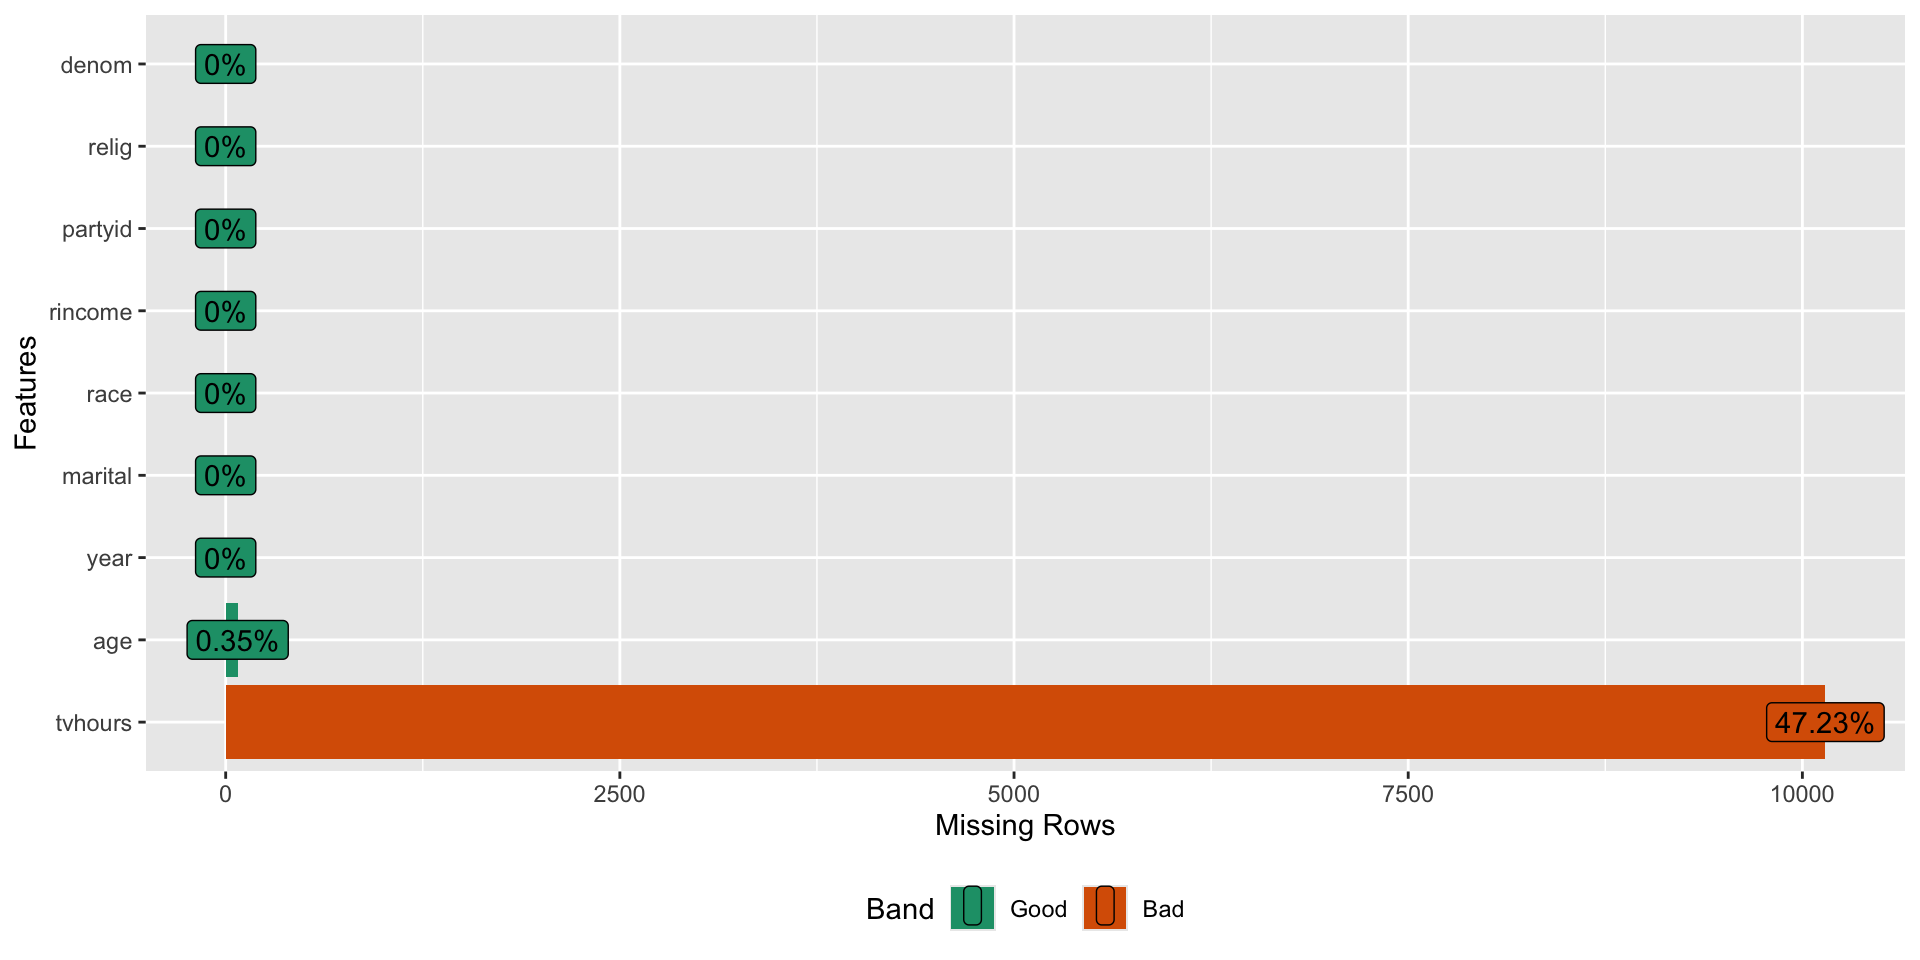 Features
denom 0%
relig 0%
partyid 0%
rincome 0%
race 0%
marital 0%
year 0%
age 0.35%
tvhours 47.23%
0 2500 5000 7500 10000
Missing Rows
Band Good Bad